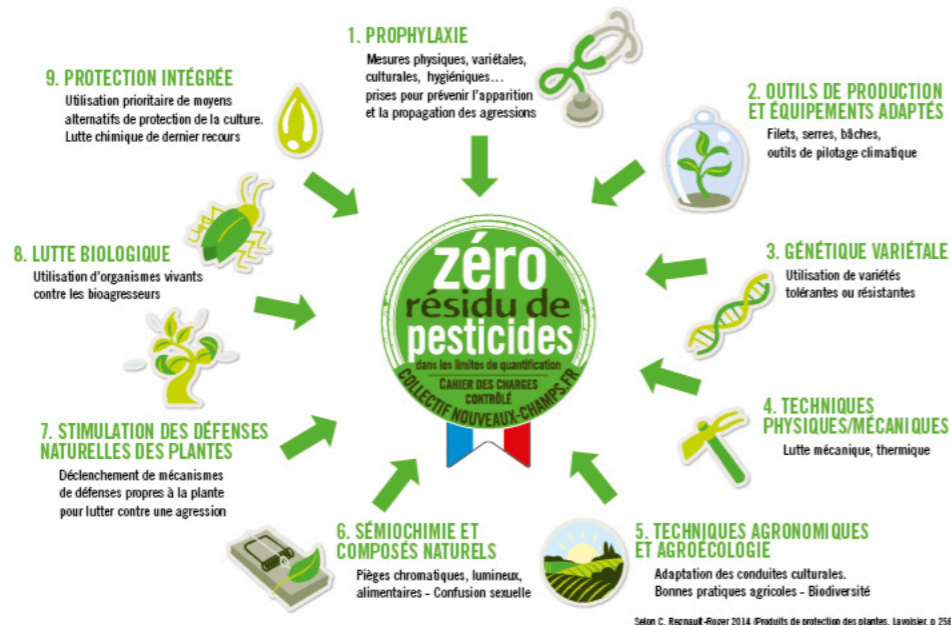 1. PROPHYLAXIE
Mesures physiques, variétales,
culturales, hygiéniques...
prises pour prévenir l'apparition
et la propagation des agressions
2. OUTILS DE PRODUCTION
ET ÉQUIPEMENTS ADAPTÉS
Filets, serres, bâches,
outils de pilotage climatique
3. GÉNÉTIQUE VARIÉTALE
Utilisation de variétés
tolérantes ou résistantes
4. TECHNIQUES
PHYSIQUES/MÉCANIQUES
Lutte mécanique, thermique
5. TECHNIQUES AGRONOMIQUES
ET AGROÉCOLOGIE
Adaptation des conduites culturales.
Bonnes pratiques agricoles - Biodiversité
6. SÉMIOCHIMIE ET
COMPOSÉS NATURELS
Pièges chromatiques, lumineux,
alimentaires - Confusion sexuelle
7. STIMULATION DES DÉFENSES
NATURELLES DES PLANTES
Déclenchement de mécanismes
de défenses propres à la plante
pour lutter contre une agression
8. LUTTE BIOLOGIQUE
Utilisation d'organismes vivants
contre les bioagresseurs
9. PROTECTION INTÉGRÉE
Utilisation prioritaire de moyens
alternatifs de protection de la culture.
Lutte chimique de dernier recours
zéro
résidu de
pesticides
dans les limites de quantification
CAHIER DES CHARGES
CONTRÔLÉ
COLLECTIF NOUVEAUX-CHAMPS.FR
Selon C. Regnault-Roger 2014 (Produits de protection des plantes, Lavoisier, p